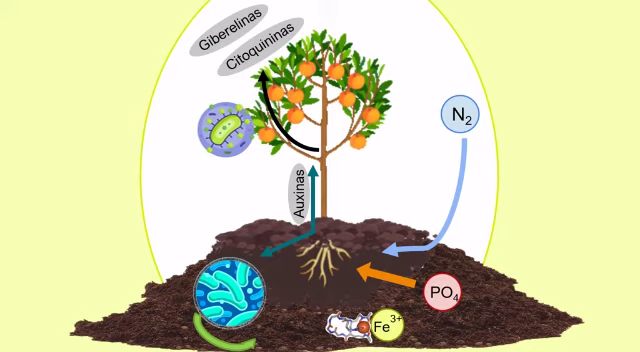 Giberelinas
Citoquininas
N₂
Auxinas
PO₄
Fe³⁺